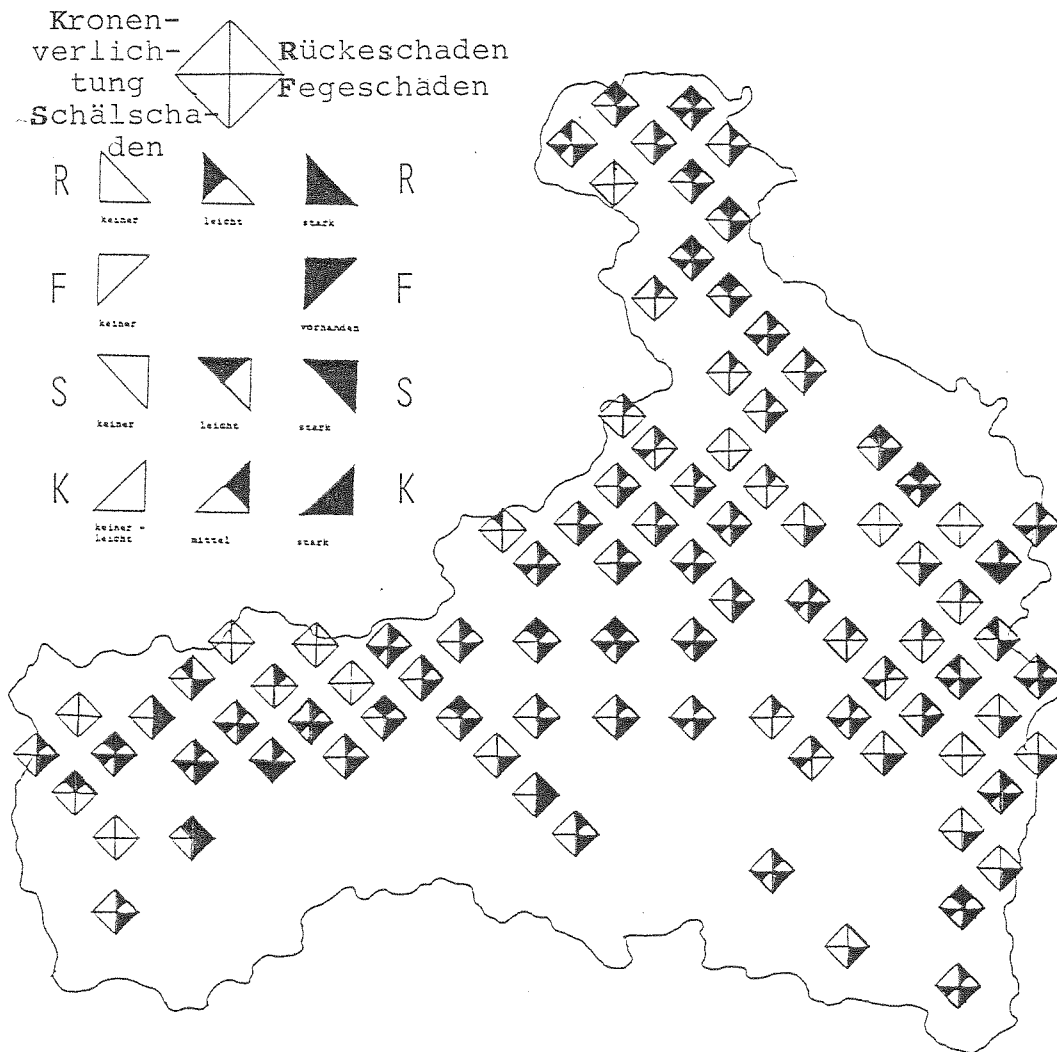 Kronen-
verlich-
tung
Schälscha-
den
Rückeschaden
Fegeschäden
R
keiner
leicht
stark
R
F
keiner
vorhanden
F
S
keiner
leicht
stark
S
K
keiner -
leicht
mittel
stark
K